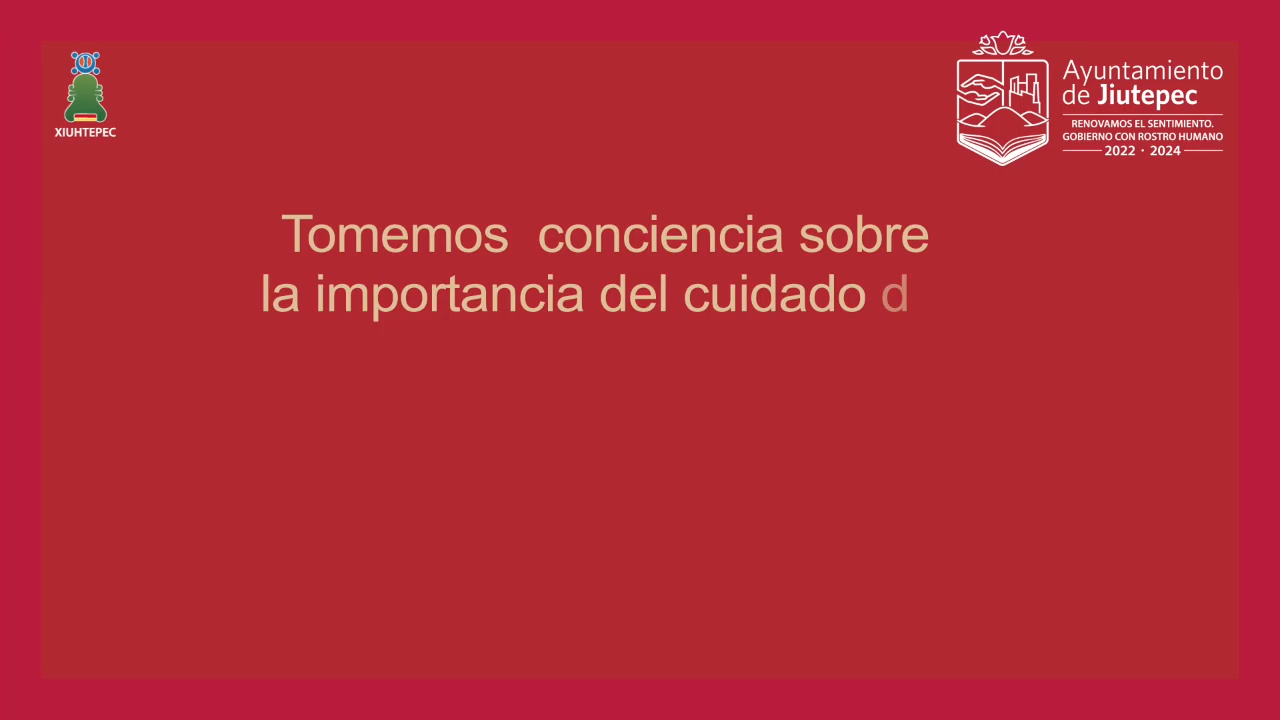 XIUHTEPEC
Ayuntamiento
de Jiutepec
RENOVAMOS EL SENTIMIENTO.
GOBIERNO CON ROSTRO HUMANO
2022 · 2024
Tomemos conciencia sobre
la importancia del cuidado d